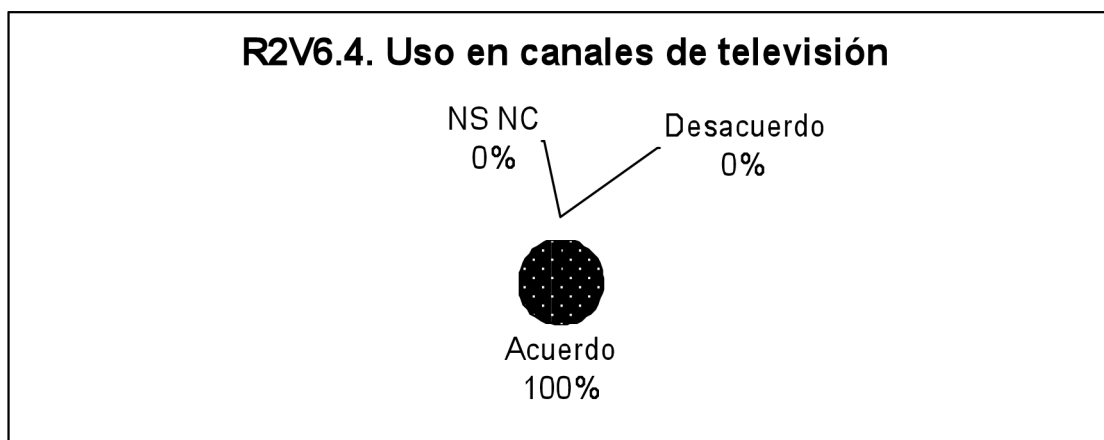 R2V6.4. Uso en canales de televisión
NS NC
0%
Desacuerdo
0%
Acuerdo
100%